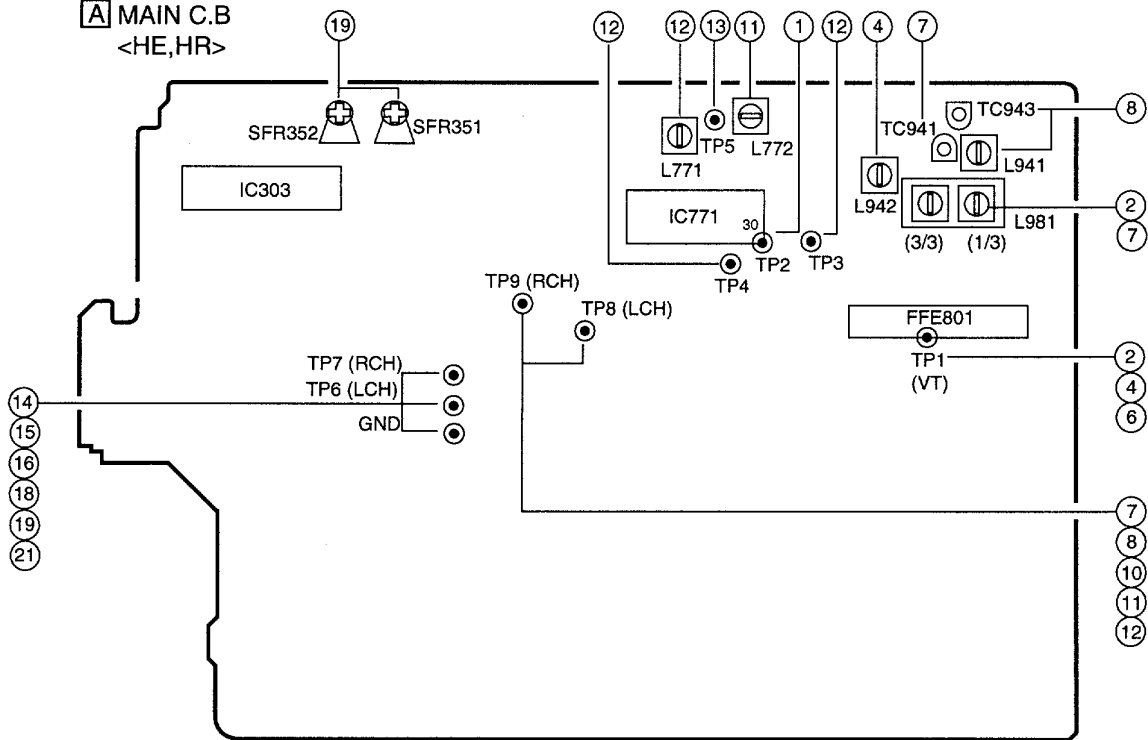 A MAIN C.B
<HE,HR>
19
12
12
13
11
1
12
4
7
SFR352
SFR351
TP5
L771
L772
TC941
TC943
8
L941
L942
IC303
IC771
30
(3/3)
(1/3)
L981
2
7
TP2
TP3
12
TP4
TP9 (RCH)
TP8 (LCH)
FFE801
TP1
(VT)
2
4
6
TP7 (RCH)
TP6 (LCH)
GND
14
15
16
18
19
21
7
8
10
11
12